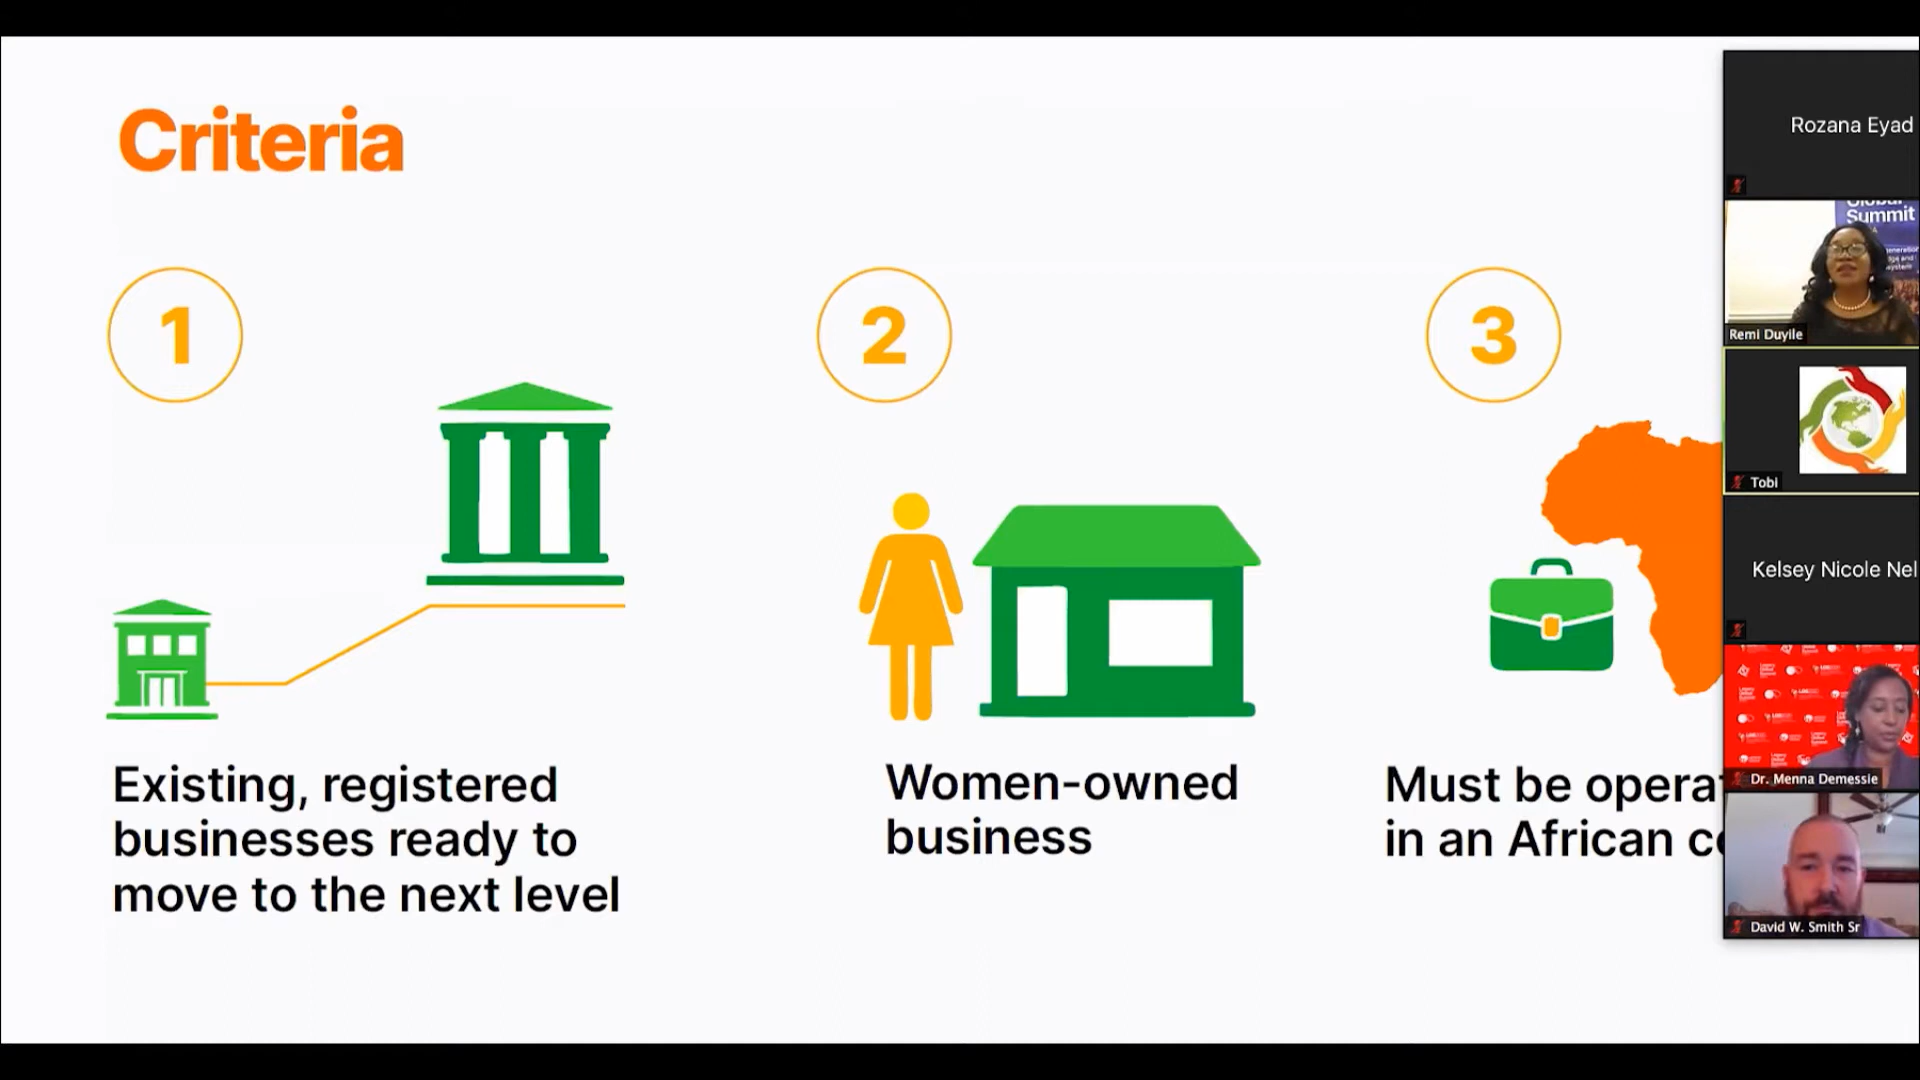 Criteria
1
2
3
Existing, registered
businesses ready to
move to the next level
Women-owned
business
Must be opera
in an African c
Rozana Eyad
Summit
Remi Duyile
Tobi
Kelsey Nicole Nel
Dr. Menna Demessie
David W. Smith Sr